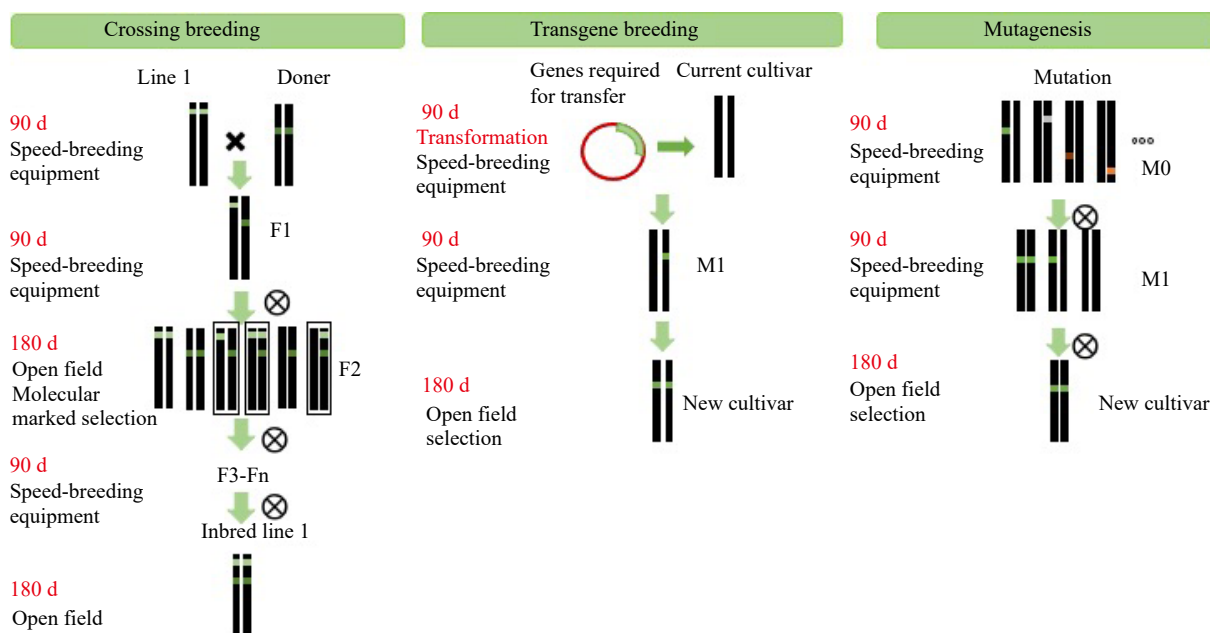 Crossing breeding
Line 1
Doner
90 d
Speed-breeding
equipment
F1
90 d
Speed-breeding
equipment
180 d
Open field
Molecular
marked selection
F2
90 d
Speed-breeding
equipment
F3-Fn
Inbred line 1
180 d
Open field
Transgene breeding
Genes required
for transfer
Current cultivar
90 d
Transformation
Speed-breeding
equipment
90 d
Speed-breeding
equipment
M1
180 d
Open field
selection
New cultivar
Mutagenesis
Mutation
90 d
Speed-breeding
equipment
M0
90 d
Speed-breeding
equipment
M1
180 d
Open field
selection
New cultivar